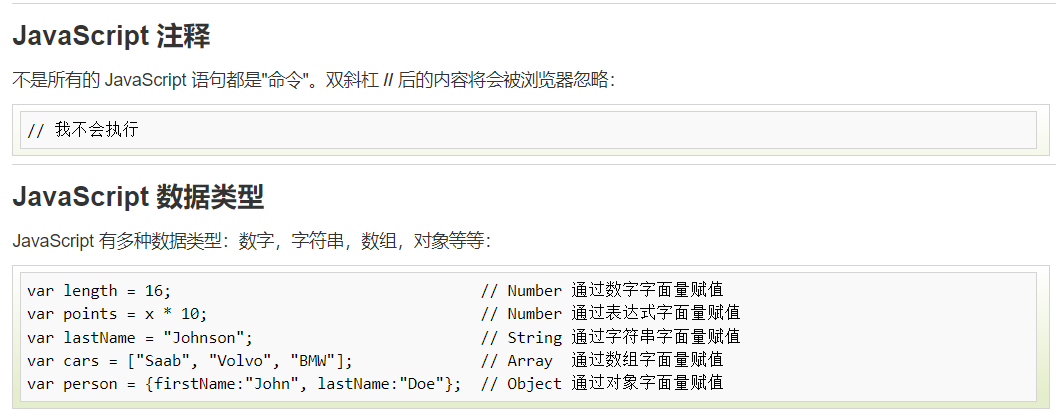 JavaScript 注释
不是所有的 JavaScript 语句都是"命令"。双斜杠 // 后的内容将会被浏览器忽略：
// 我不会执行
JavaScript 数据类型
JavaScript 有多种数据类型：数字，字符串，数组，对象等等：
var length = 16;                                  // Number 通过数字字面量赋值
var points = x * 10;                              // Number 通过表达式字面量赋值
var lastName = "Johnson";                         // String 通过字符串字面量赋值
var cars = ["Saab", "Volvo", "BMW"];              // Array  通过数组字面量赋值
var person = {firstName:"John", lastName:"Doe"};  // Object 通过对象字面量赋值